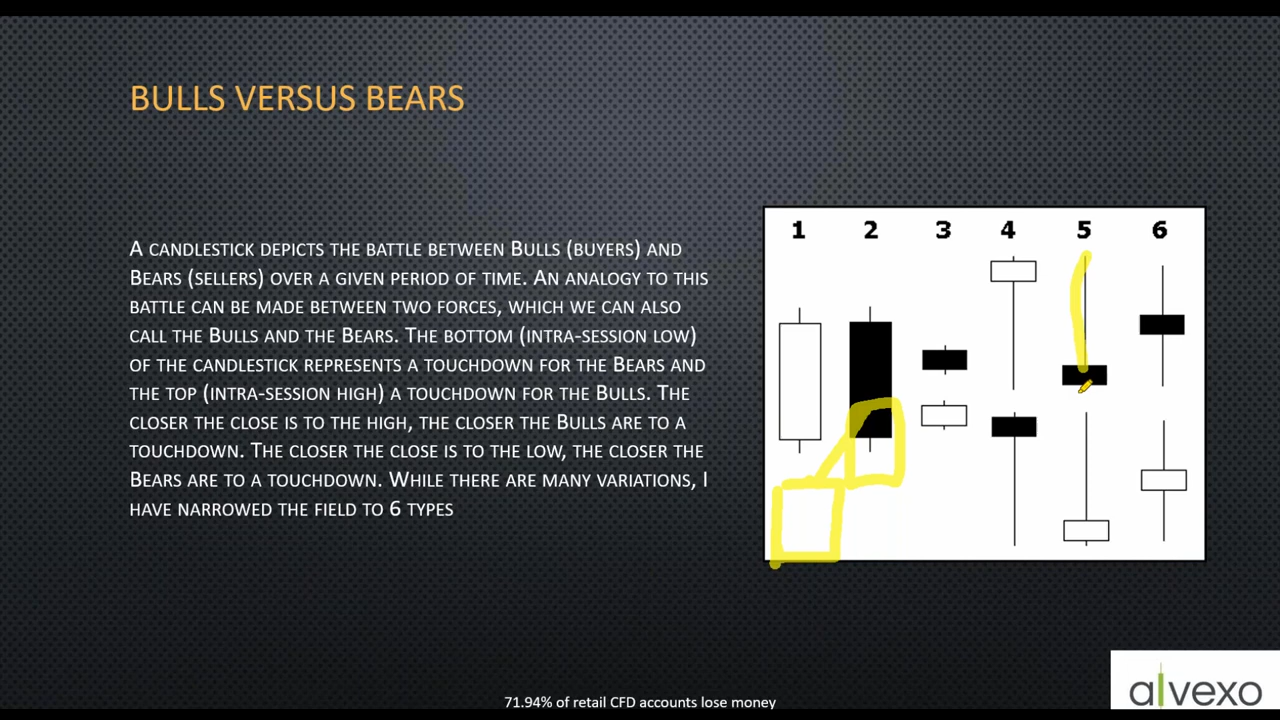 BULLS VERSUS BEARS
A CANDLESTICK DEPICTS THE BATTLE BETWEEN BULLS (BUYERS) AND
BEARS (SELLERS) OVER A GIVEN PERIOD OF TIME. AN ANALOGY TO THIS
BATTLE CAN BE MADE BETWEEN TWO FORCES, WHICH WE CAN ALSO
CALL THE BULLS AND THE BEARS. THE BOTTOM (INTRA-SESSION LOW)
OF THE CANDLESTICK REPRESENTS A TOUCHDOWN FOR THE BEARS AND
THE TOP (INTRA-SESSION HIGH) A TOUCHDOWN FOR THE BULLS. THE
CLOSER THE CLOSE IS TO THE HIGH, THE CLOSER THE BULLS ARE TO A
TOUCHDOWN. THE CLOSER THE CLOSE IS TO THE LOW, THE CLOSER THE
BEARS ARE TO A TOUCHDOWN. WHILE THERE ARE MANY VARIATIONS, I
HAVE NARROWED THE FIELD TO 6 TYPES
1 2 3 4 5 6
71.94% of retail CFD accounts lose money
alvexo